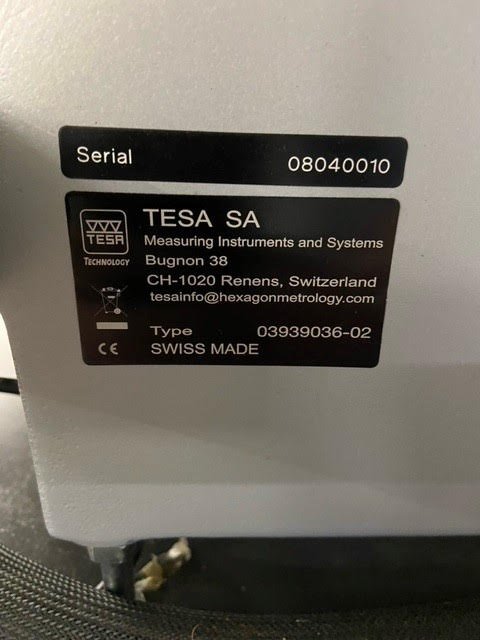 Serial 08040010
TESA SA
TESA
TECHNOLOGY
Measuring Instruments and Systems
Bugnon 38
CH-1020 Renens, Switzerland
tesainfo@hexagonmetrology.com
Type 03939036-02
CE SWISS MADE